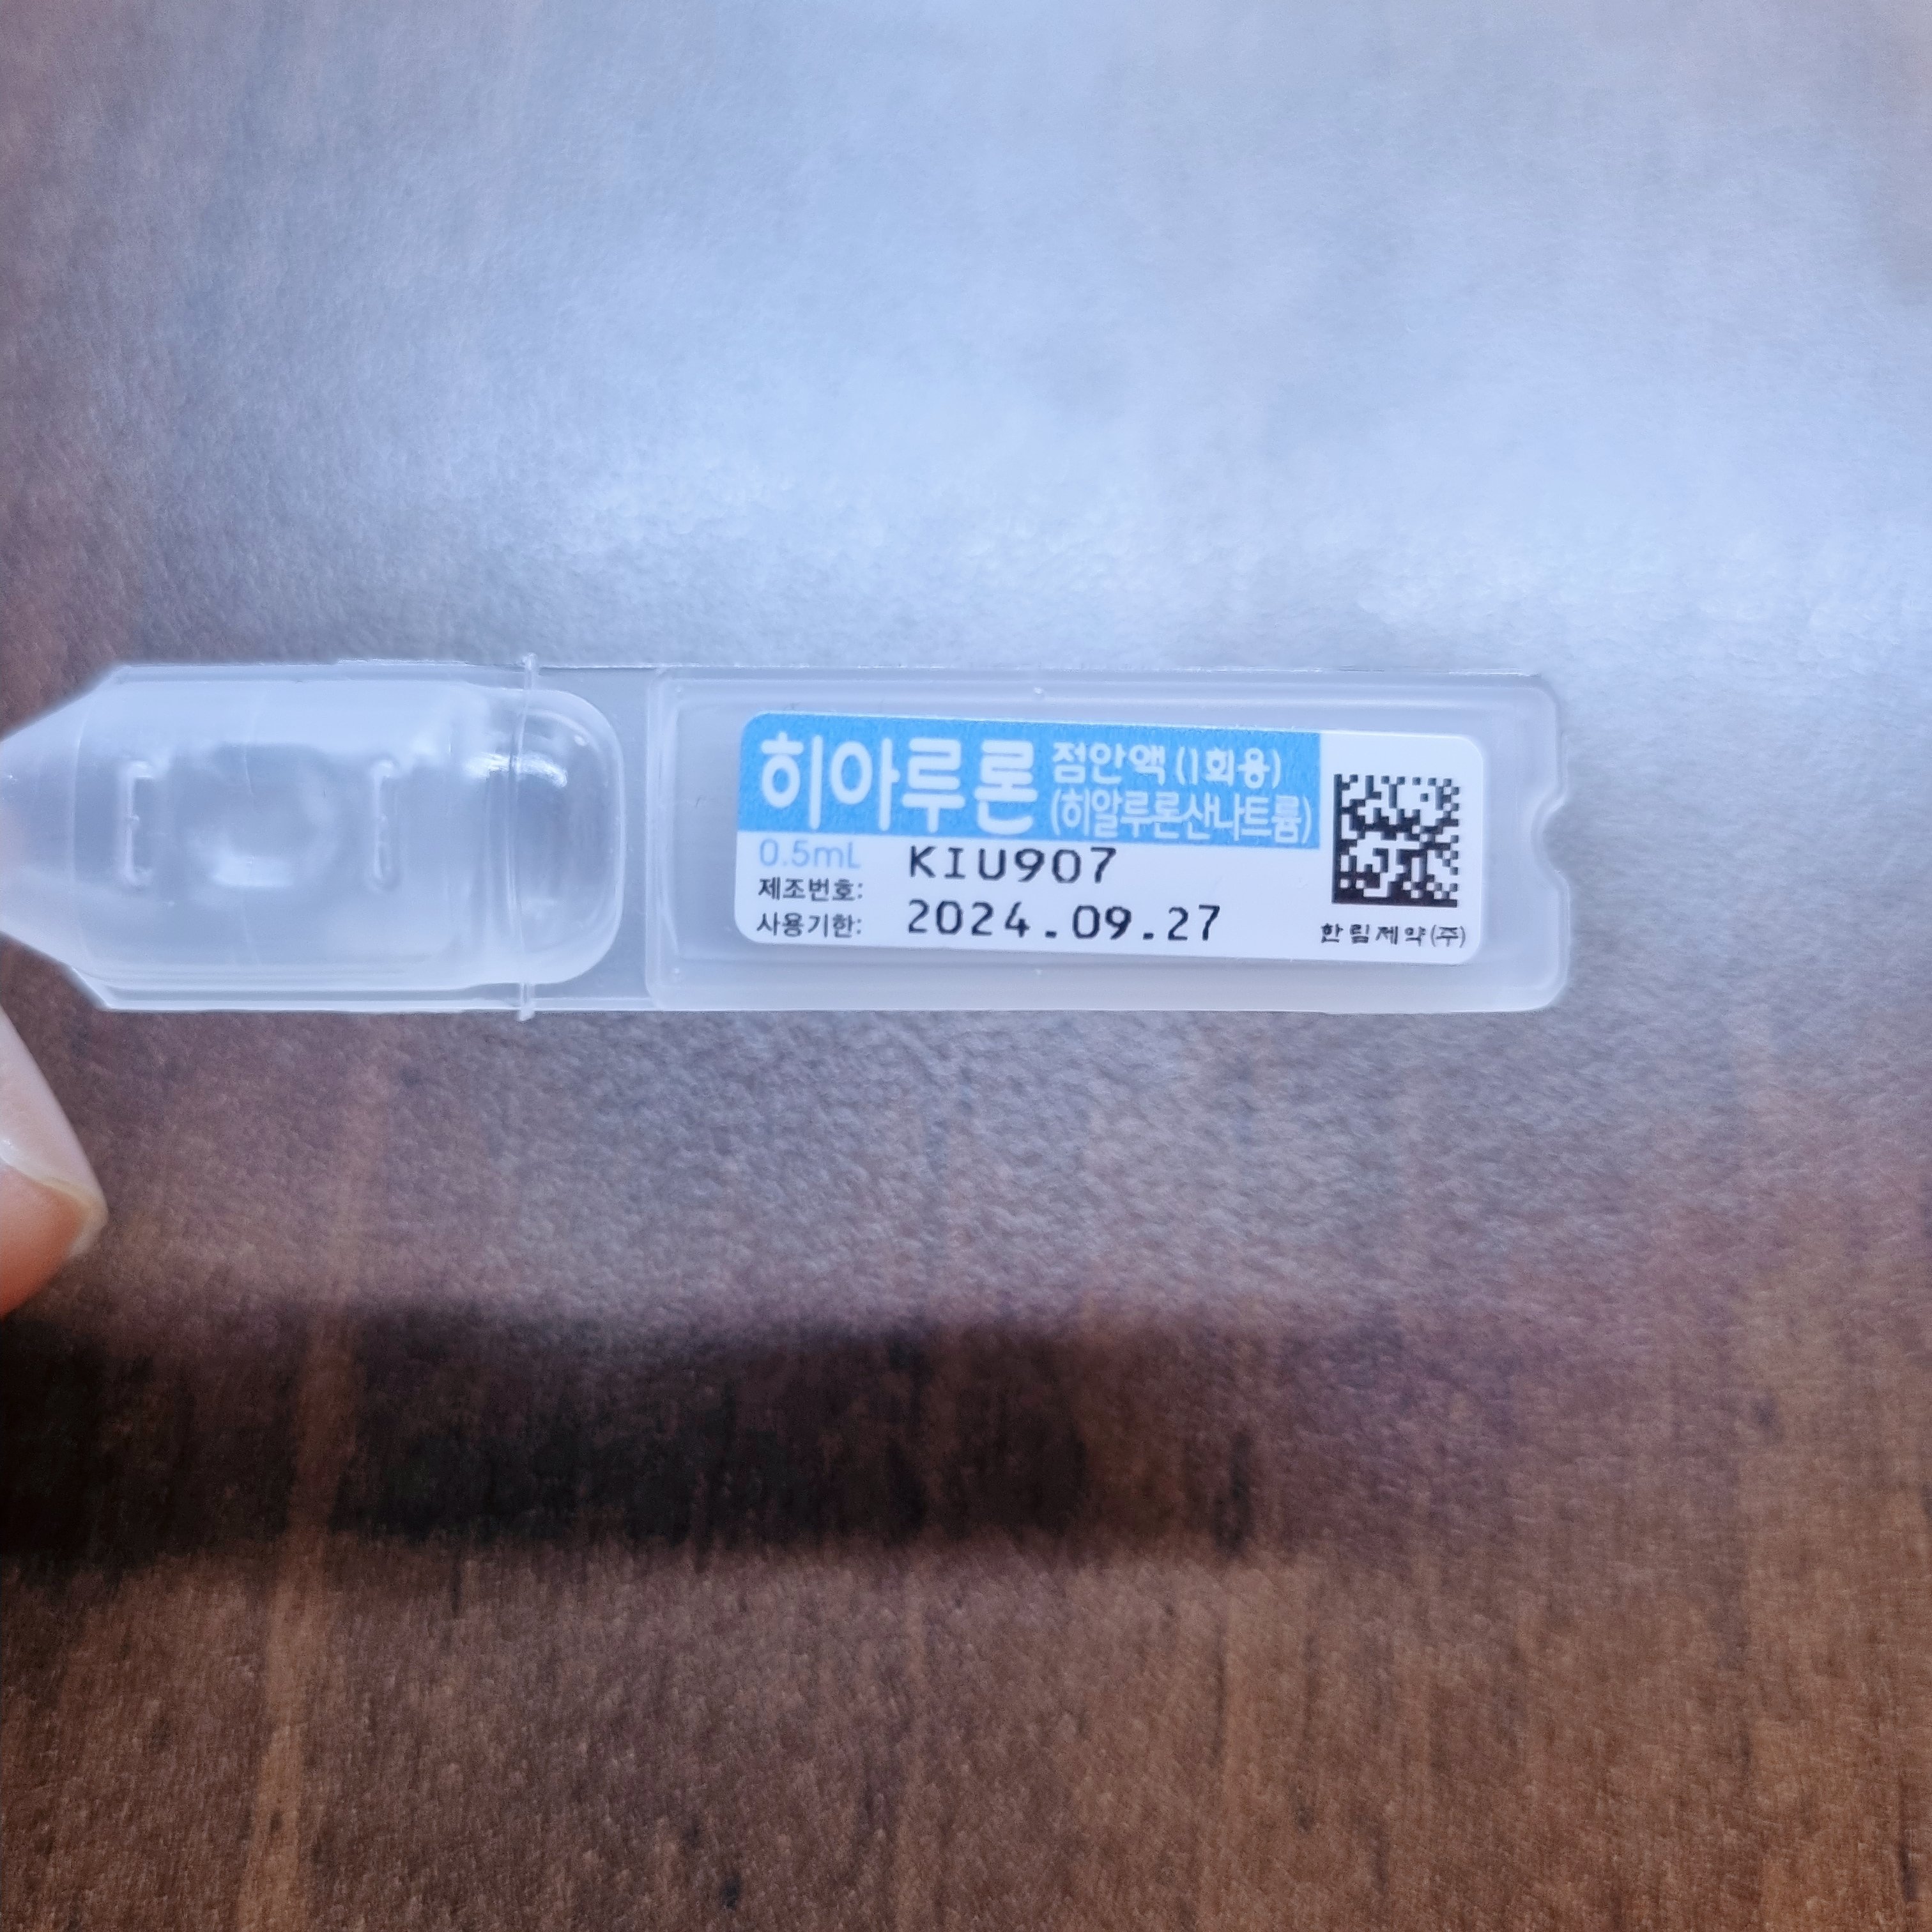 히아루론 점안액(1회용)
(히알루론산나트륨)
0.5mL
제조번호: KIU907
사용기한: 2024.09.27
한림제약(주)